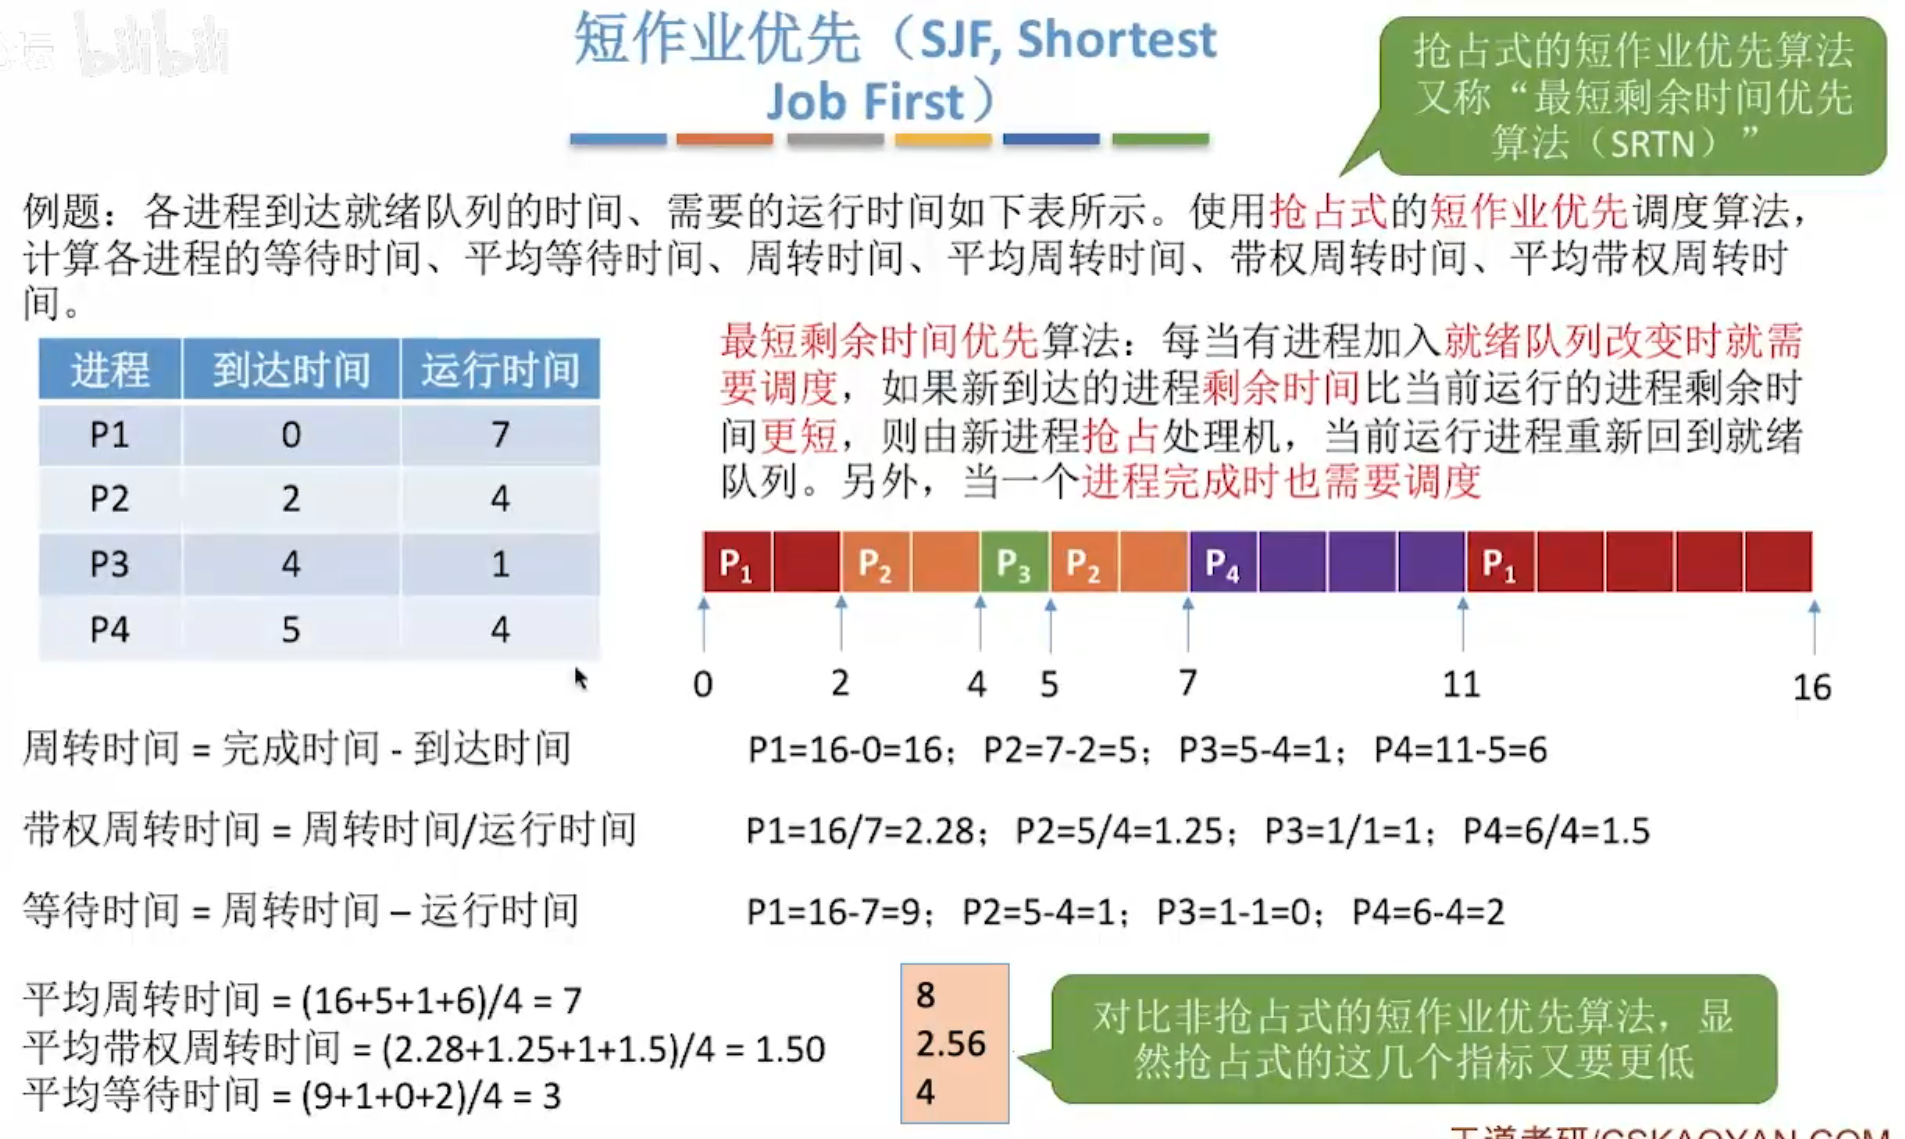 坛 bilibili
短作业优先（SJF, Shortest
Job First）
抢占式的短作业优先算法
又称“最短剩余时间优先
算法（SRTN）”
例题：各进程到达就绪队列的时间、需要的运行时间如下表所示。使用抢占式的短作业优先调度算法，
计算各进程的等待时间、平均等待时间、周转时间、平均周转时间、带权周转时间、平均带权周转时
间。
进程 到达时间 运行时间
P1 0 7
P2 2 4
P3 4 1
P4 5 4
最短剩余时间优先算法：每当有进程加入就绪队列改变时就需
要调度，如果新到达的进程剩余时间比当前运行的进程剩余时
间更短，则由新进程抢占处理机，当前运行进程重新回到就绪
队列。另外，当一个进程完成时也需要调度
P1 P2 P3 P2 P4 P1
0 2 4 5 7 11 16
周转时间 = 完成时间 - 到达时间
P1=16-0=16；P2=7-2=5；P3=5-4=1；P4=11-5=6
带权周转时间 = 周转时间/运行时间
P1=16/7=2.28；P2=5/4=1.25；P3=1/1=1；P4=6/4=1.5
等待时间 = 周转时间 – 运行时间
P1=16-7=9；P2=5-4=1；P3=1-1=0；P4=6-4=2
平均周转时间 = (16+5+1+6)/4 = 7
平均带权周转时间 = (2.28+1.25+1+1.5)/4 = 1.50
平均等待时间 = (9+1+0+2)/4 = 3
8
2.56
4
对比非抢占式的短作业优先算法，显
然抢占式的这几个指标又要更低
王道考研/CSKAOYAN.COM